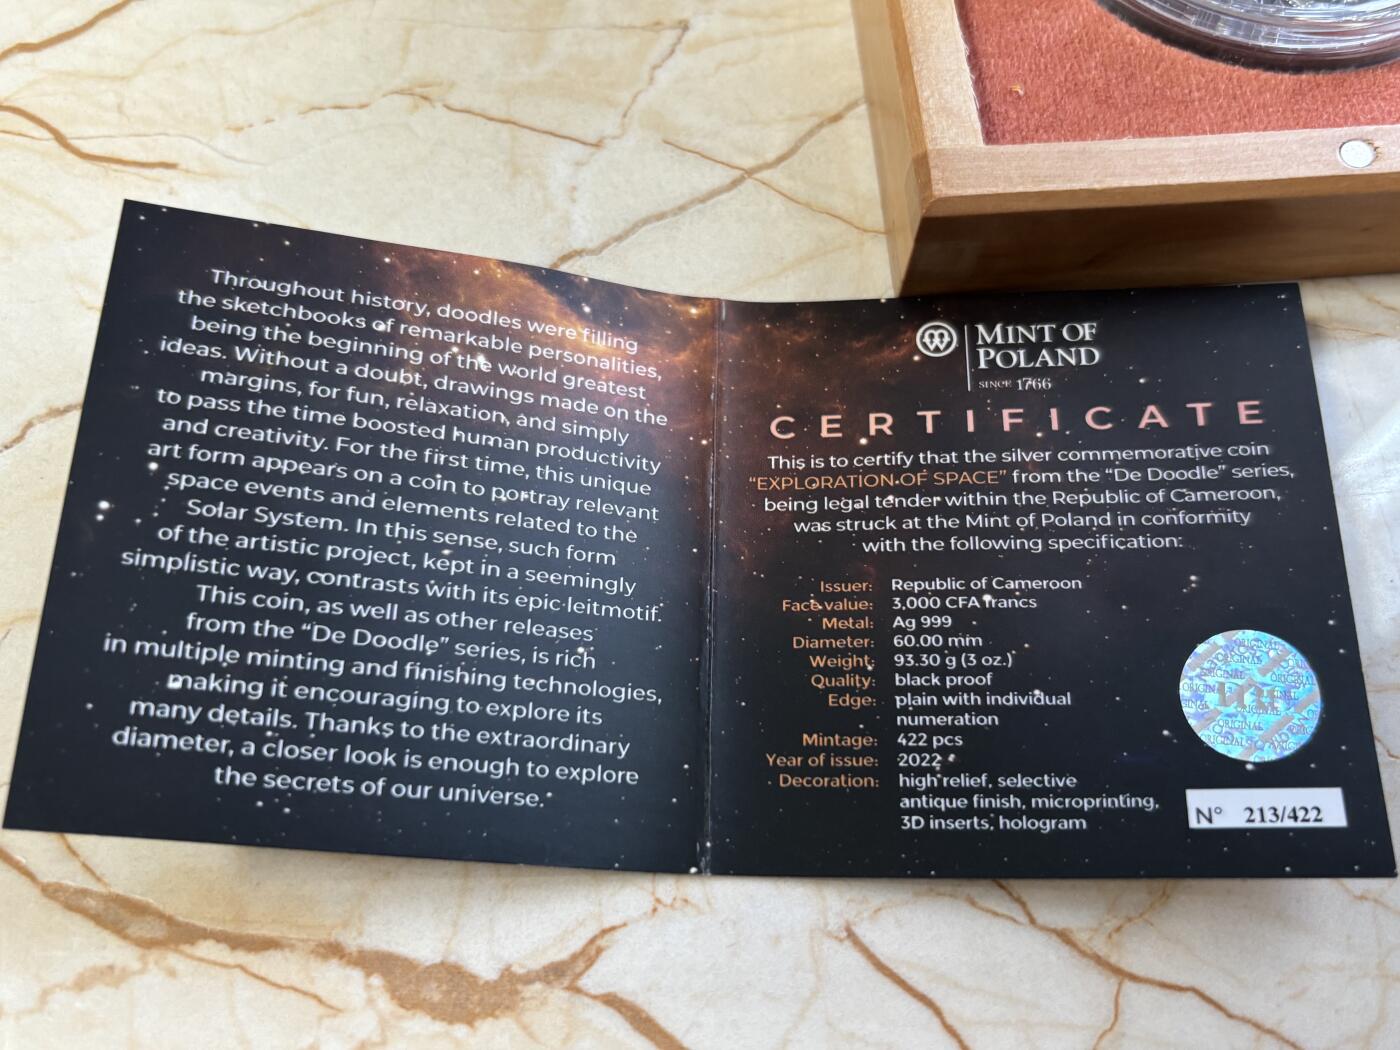 Throughout history, doodles were filling
the sketchbooks of remarkable personalities,
being the beginning of the world greatest
ideas. Without a doubt, drawings made on the
margins, for fun, relaxation, and simply
to pass the time boosted human productivity
and creativity. For the first time, this unique
art form appears on a coin to portray relevant
space events and elements related to the
Solar System. In this sense, such form
of the artistic project, kept in a seemingly
simplistic way, contrasts with its epic leitmotif.
This coin, as well as other releases
from the “De Doodle” series, is rich
in multiple minting and finishing technologies,
making it encouraging to explore its
many details. Thanks to the extraordinary
diameter, a closer look is enough to explore
the secrets of our universe.
MINT OF
POLAND
SINCE 1766
CERTIFICATE
This is to certify that the silver commemorative coin
“EXPLORATION OF SPACE” from the “De Doodle” series,
being legal tender within the Republic of Cameroon,
was struck at the Mint of Poland in conformity
with the following specification:
Issuer: Republic of Cameroon
Face value: 3,000 CFA francs
Metal: Ag 999
Diameter: 60.00 mm
Weight: 93.30 g (3 oz.)
Quality: black proof
Edge: plain with individual
numeration
Mintage: 422 pcs
Year of issue: 2022
Decoration: high relief, selective
antique finish, microprinting,
3D inserts, hologram
ORIGINAL
N° 213/422